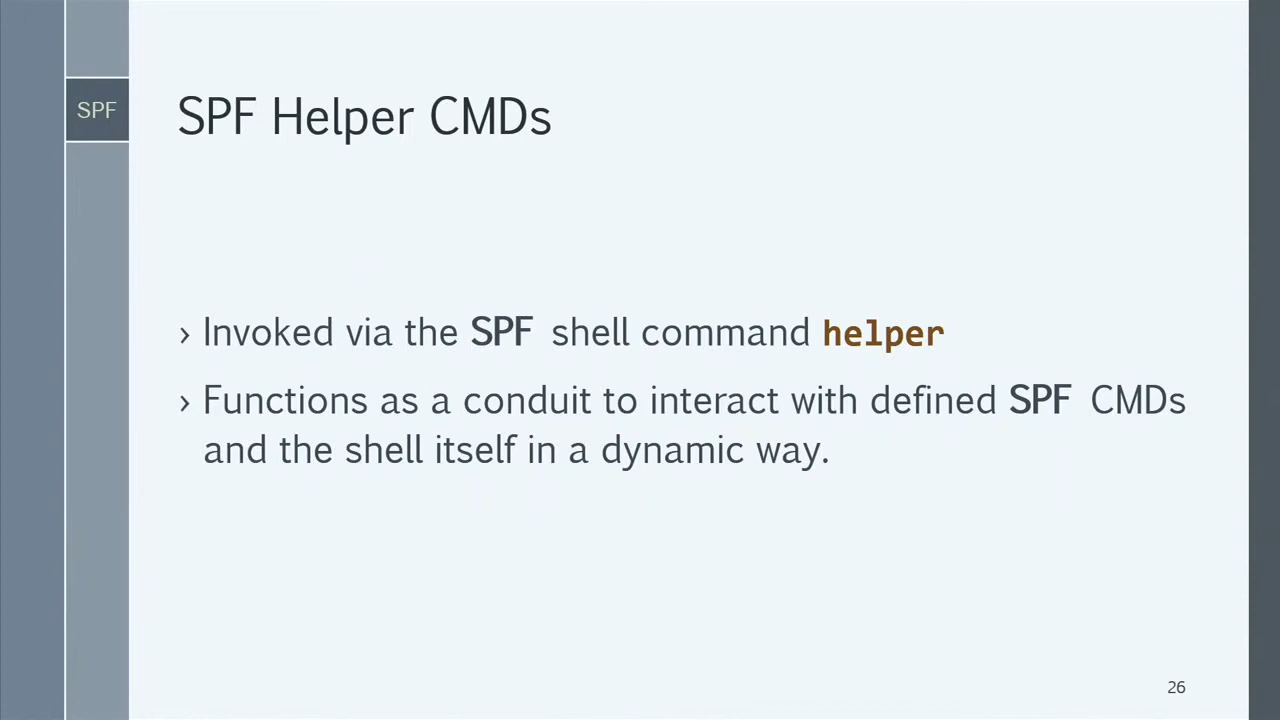 SPF
SPF Helper CMDs
› Invoked via the SPF shell command helper
› Functions as a conduit to interact with defined SPF CMDs
and the shell itself in a dynamic way.
26